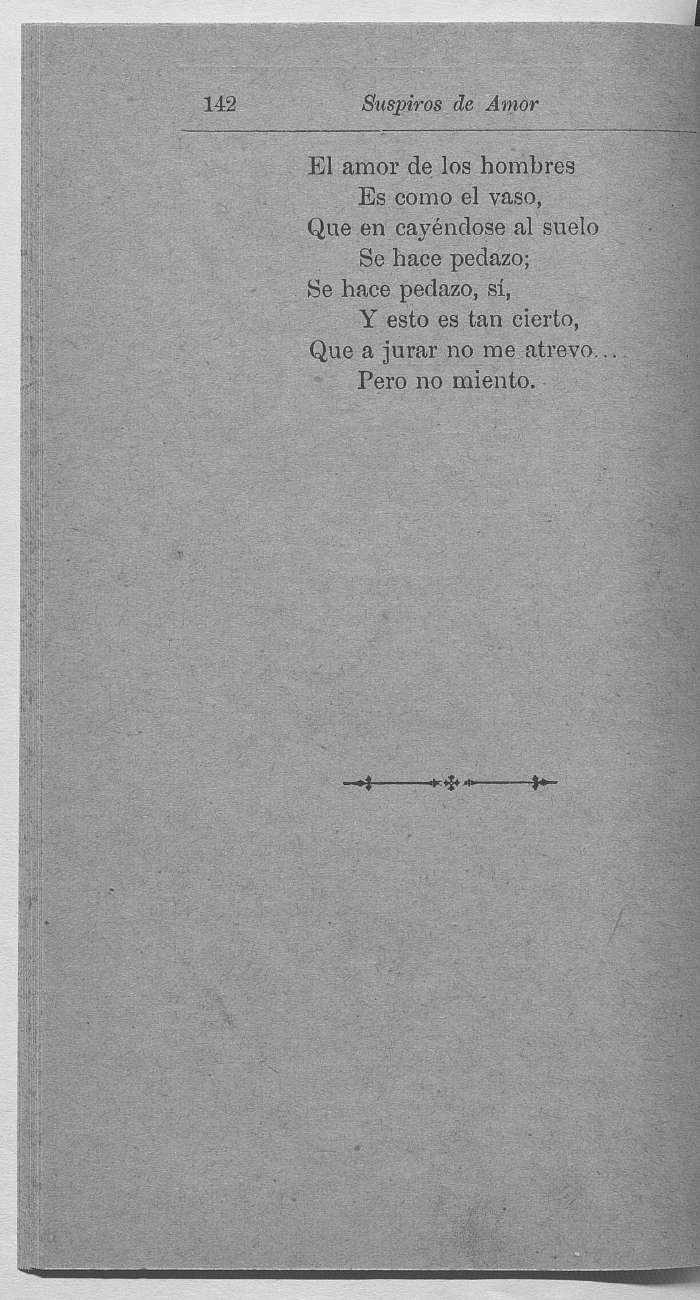 142 Suspiros de Amor
El amor de los hombres
Es como el vaso,
Que en cayéndose al suelo
Se hace pedazo;
Se hace pedazo, sí,
Y esto es tan cierto,
Que a jurar no me atrevo...
Pero no miento.